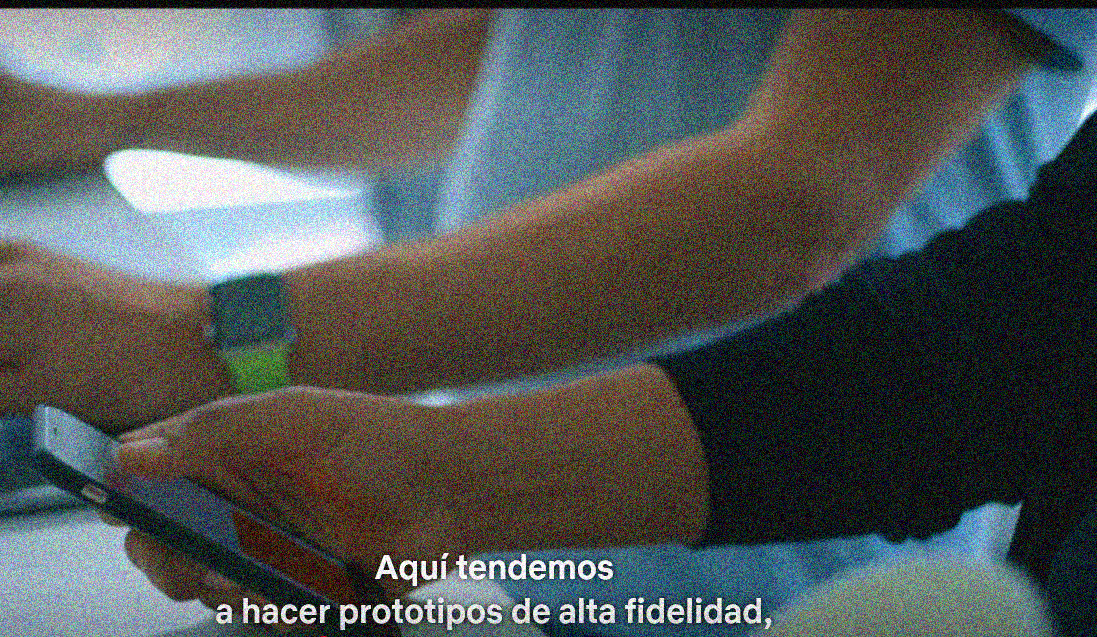 Aquí tendemos
a hacer prototipos de alta fidelidad,